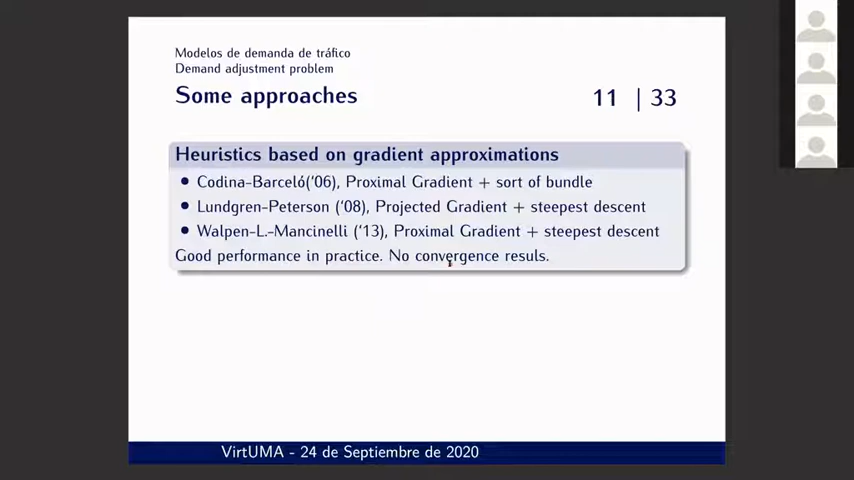 Modelos de demanda de tráfico
Demand adjustment problem
Some approaches
11 | 33
Heuristics based on gradient approximations
• Codina-Barceló('06), Proximal Gradient + sort of bundle
• Lundgren-Peterson ('08), Projected Gradient + steepest descent
• Walpen-L.-Mancinelli ('13), Proximal Gradient + steepest descent
Good performance in practice. No convergence resuls.
VirtUMA - 24 de Septiembre de 2020